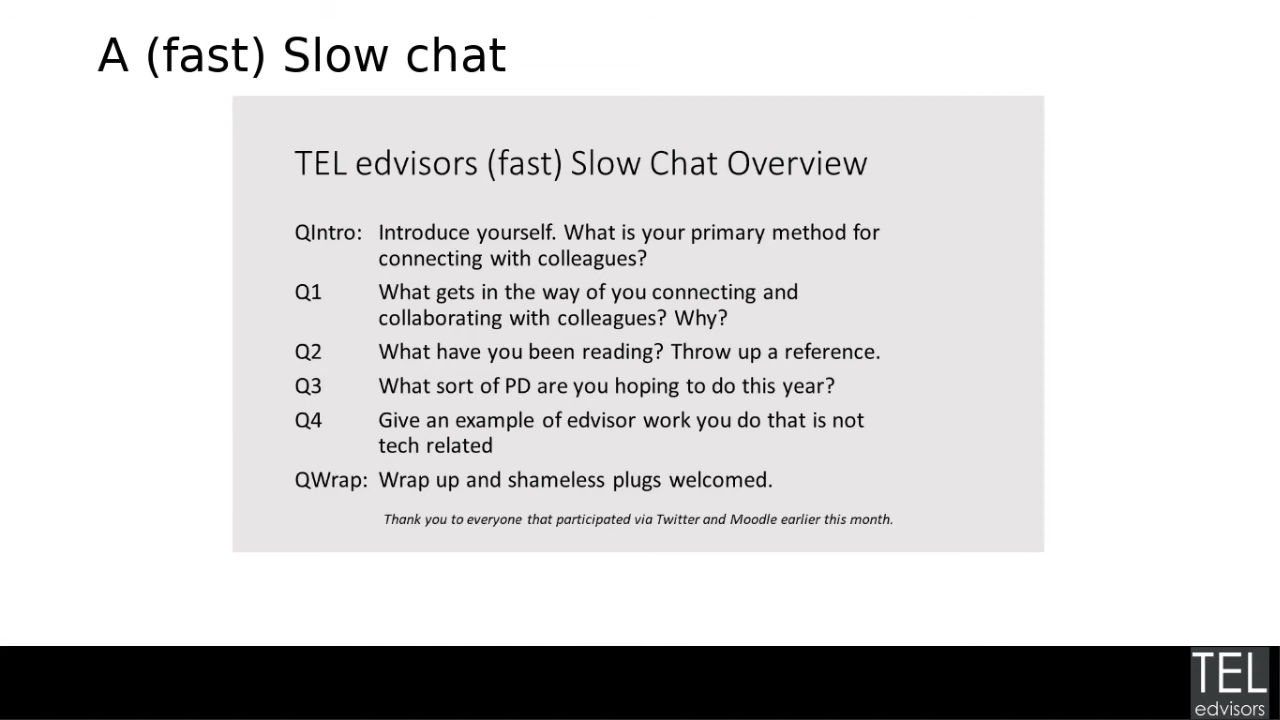 A (fast) Slow chat
TEL edvisors (fast) Slow Chat Overview
QIntro: Introduce yourself. What is your primary method for
connecting with colleagues?
Q1 What gets in the way of you connecting and
collaborating with colleagues? Why?
Q2 What have you been reading? Throw up a reference.
Q3 What sort of PD are you hoping to do this year?
Q4 Give an example of edvisor work you do that is not
tech related
QWrap: Wrap up and shameless plugs welcomed.
Thank you to everyone that participated via Twitter and Moodle earlier this month.
TEL
edvisors